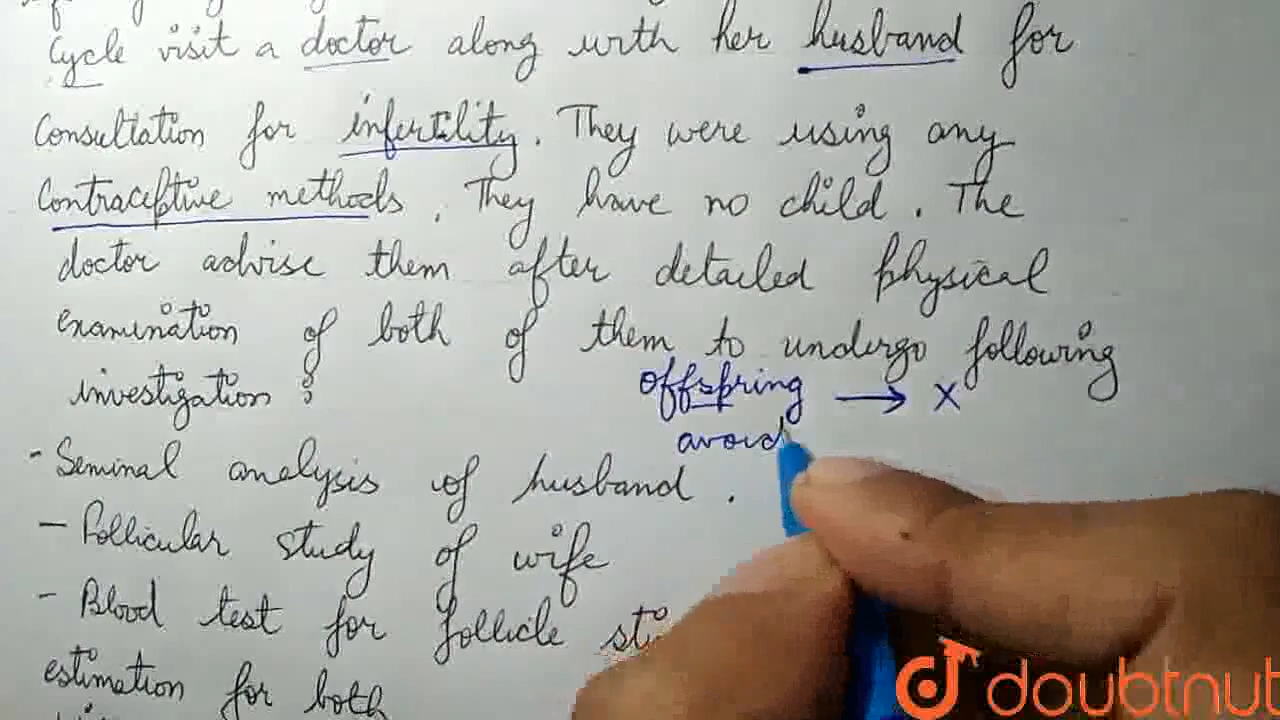 Cycle visit a doctor along with her husband for
Consultation for infertility. They were using any
Contraceptive methods. They have no child. The
doctor advise them after detailed physical
examination of both of them to undergo following
investigation :
offspring → X
avoid
- Seminal analysis of husband.
- Follicular study of wife
- Blood test for follicle
estimation for both
doubtnut